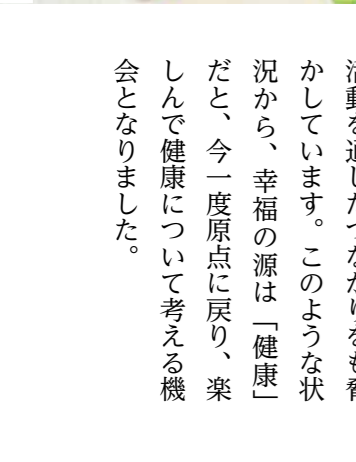 かしています。このような状
況から、幸福の源は「健康」
だと、今一度原点に戻り、楽
しんで健康について考える機
会となりました。